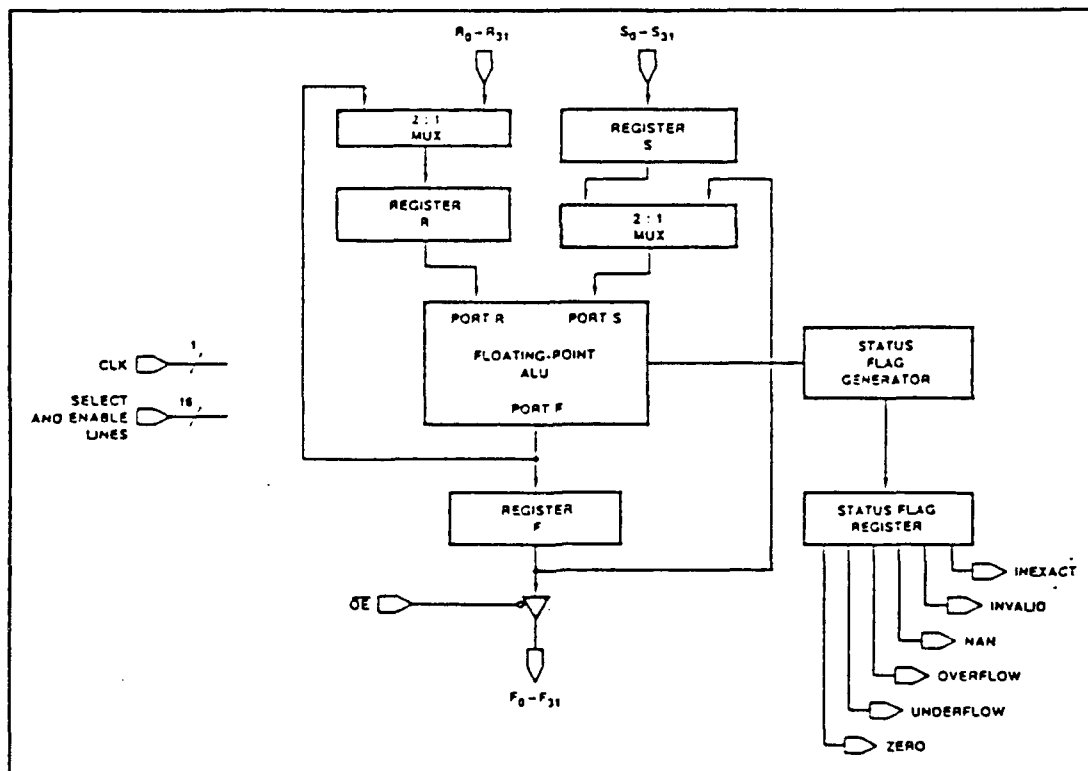 R0–R31
S0–S31
2 : 1
MUX
REGISTER
S
REGISTER
R
2 : 1
MUX
PORT R
PORT S
FLOATING-POINT
ALU
PORT F
STATUS
FLAG
GENERATOR
CLK
1
SELECT
AND ENABLE
LINES
16
REGISTER
F
STATUS FLAG
REGISTER
INEXACT
INVALID
NAN
OVERFLOW
UNDERFLOW
ZERO
OE
F0–F31